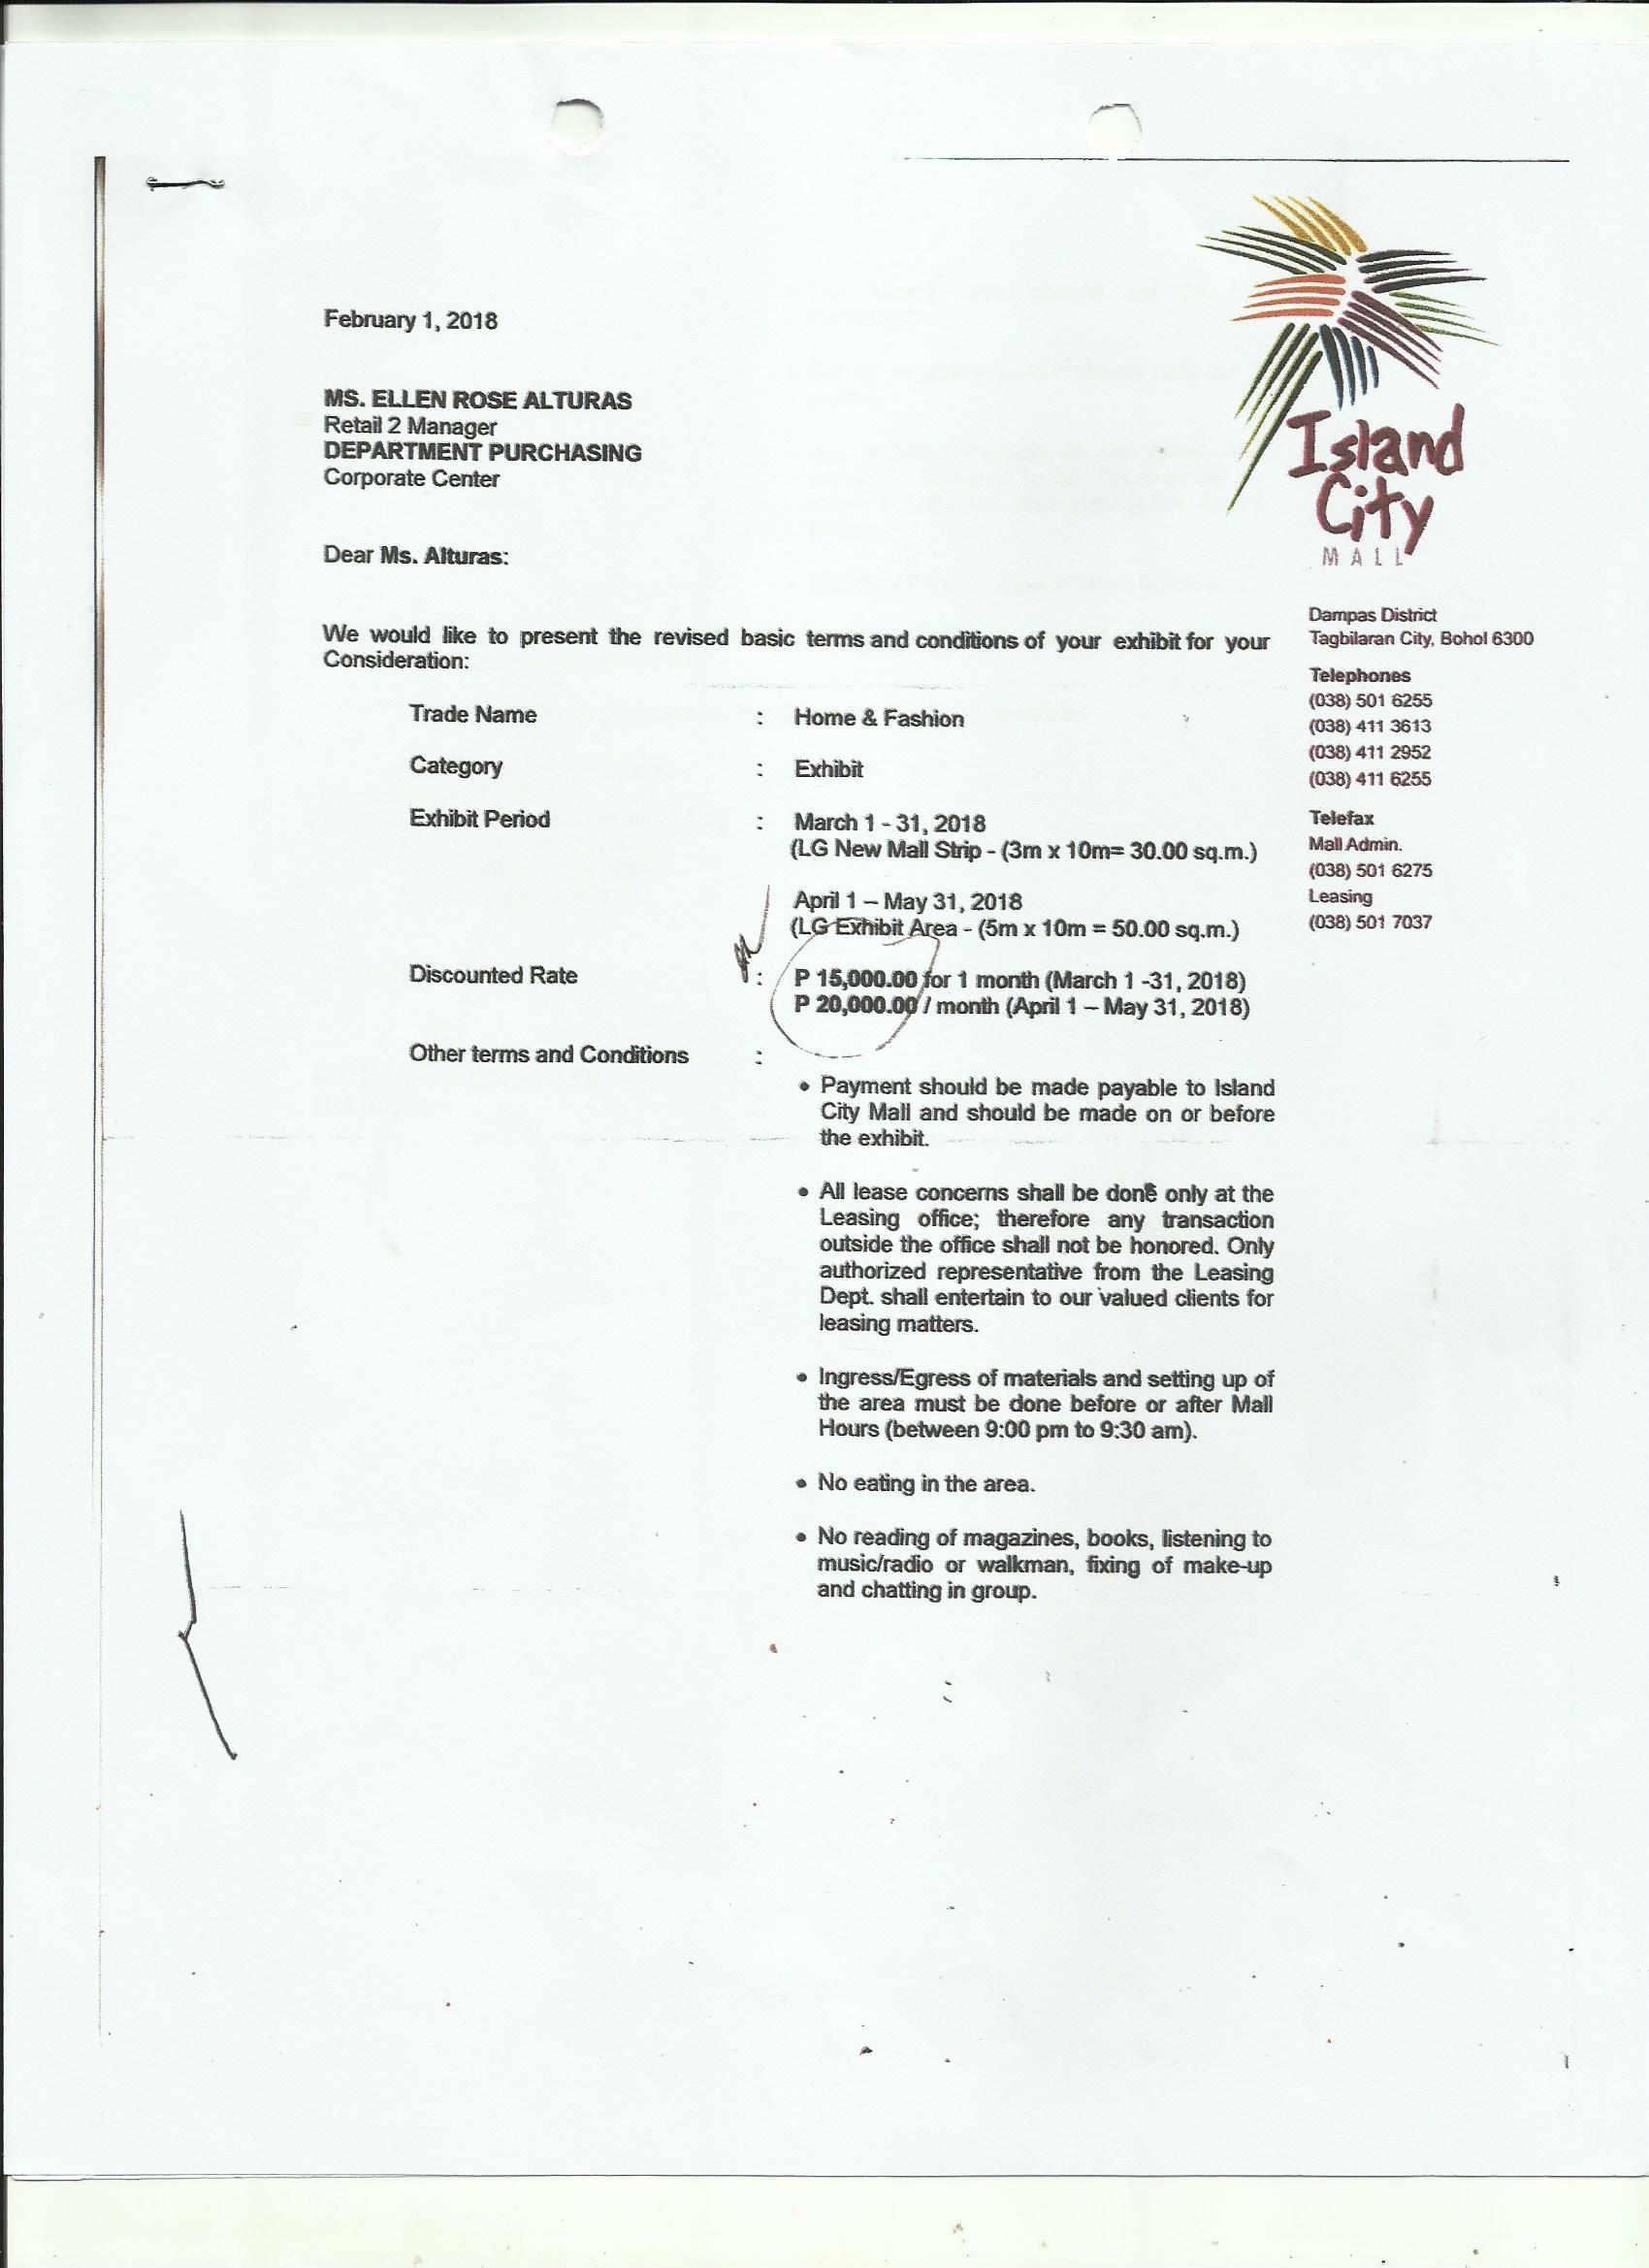 February 1, 2018
MS. ELLEN ROSE ALTURAS
Retail 2 Manager
DEPARTMENT PURCHASING
Corporate Center
Dear Ms. Alturas:
Island
City
MALL
Dampas District
Tagbilaran City, Bohol 6300
Telephones
(038) 501 6255
(038) 411 3613
(038) 411 2952
(038) 411 6255
Telefax
Mall Admin.
(038) 501 6275
Leasing
(038) 501 7037
We would like to present the revised basic terms and conditions of your exhibit for your
Consideration:
Trade Name : Home & Fashion
Category : Exhibit
Exhibit Period : March 1 - 31, 2018
(LG New Mall Strip - (3m x 10m= 30.00 sq.m.)
April 1 – May 31, 2018
(LG Exhibit Area - (5m x 10m = 50.00 sq.m.)
Discounted Rate : P 15,000.00 for 1 month (March 1 -31, 2018)
P 20,000.00 / month (April 1 – May 31, 2018)
Other terms and Conditions :
• Payment should be made payable to Island
City Mall and should be made on or before
the exhibit.
• All lease concerns shall be done only at the
Leasing office; therefore any transaction
outside the office shall not be honored. Only
authorized representative from the Leasing
Dept. shall entertain to our valued clients for
leasing matters.
• Ingress/Egress of materials and setting up of
the area must be done before or after Mall
Hours (between 9:00 pm to 9:30 am).
• No eating in the area.
• No reading of magazines, books, listening to
music/radio or walkman, fixing of make-up
and chatting in group.